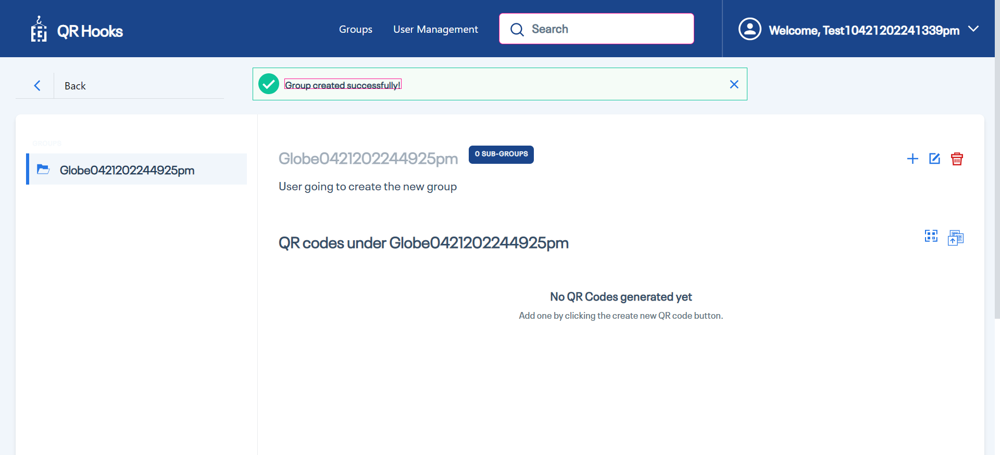 QR Hooks
Groups
User Management
Search
Welcome, Test10421202241339pm
Back
Group created successfully!
GROUPS
Globe0421202244925pm
Globe0421202244925pm
0 SUB-GROUPS
User going to create the new group
QR codes under Globe0421202244925pm
No QR Codes generated yet
Add one by clicking the create new QR code button.